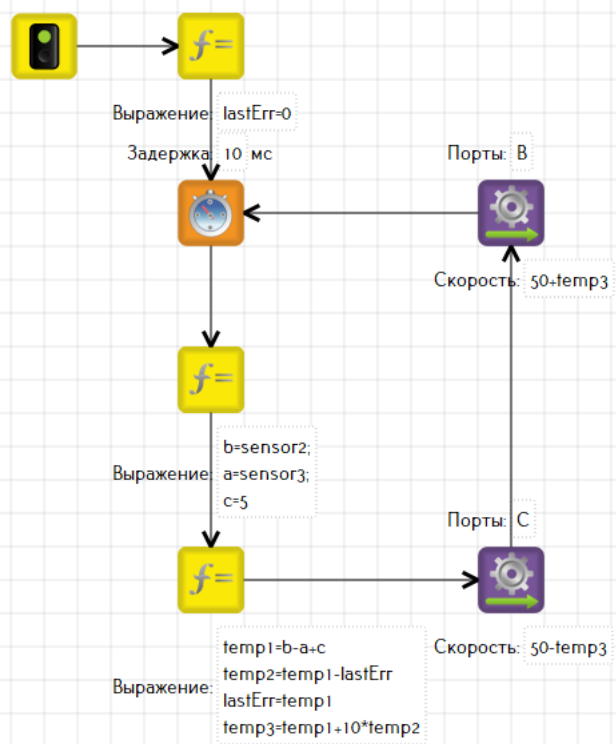 f=
Выражение: lastErr=0
Задержка: 10 мс
Порты: B
Скорость: 50+temp3
f=
b=sensor2;
Выражение: a=sensor3;
c=5
Порты: C
f=
temp1=b-a+c
Скорость: 50-temp3
temp2=temp1-lastErr
Выражение: lastErr=temp1
temp3=temp1+10*temp2